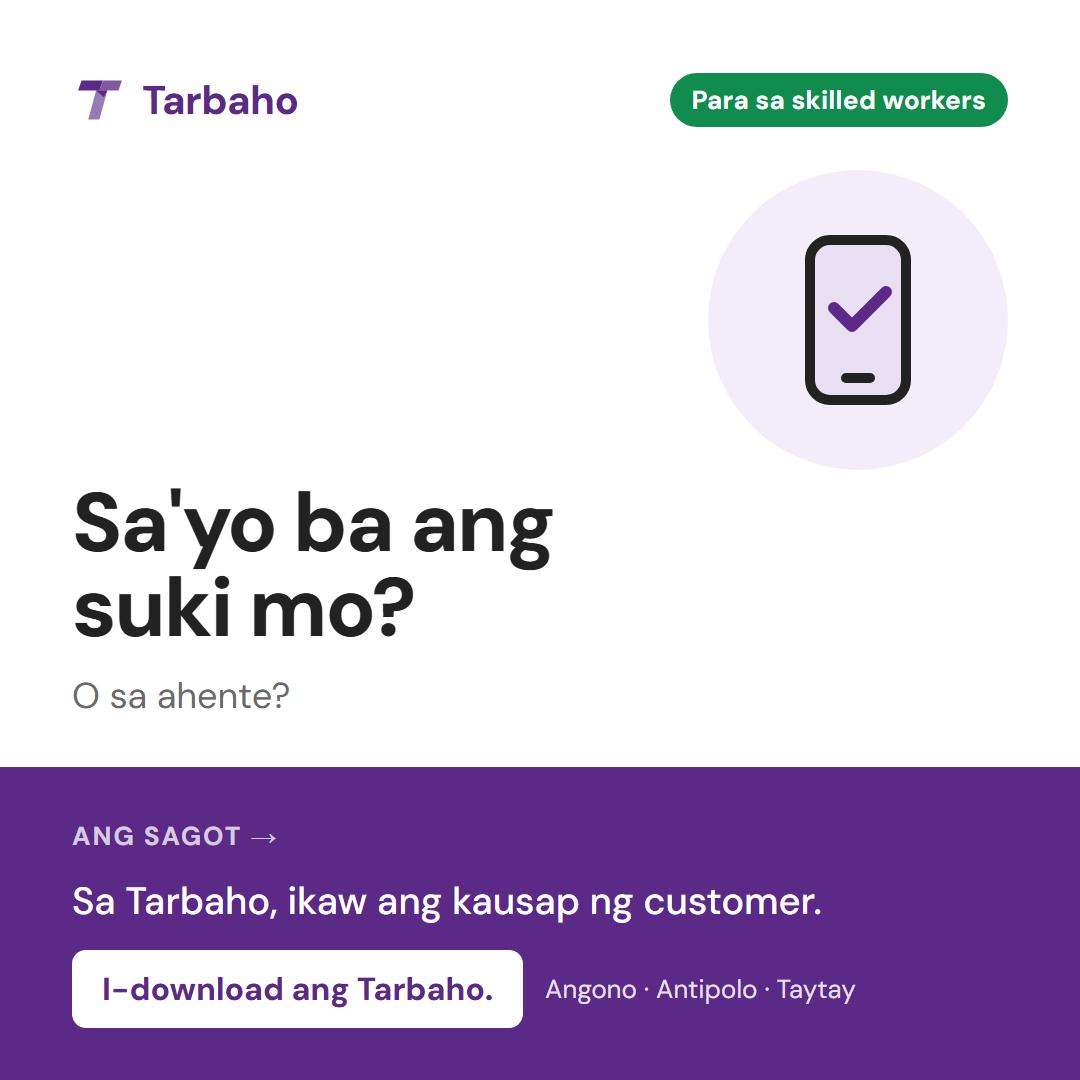 Tarbaho
Para sa skilled workers
Sa'yo ba ang
suki mo?
O sa ahente?
ANG SAGOT →
Sa Tarbaho, ikaw ang kausap ng customer.
I-download ang Tarbaho.
Angono · Antipolo · Taytay